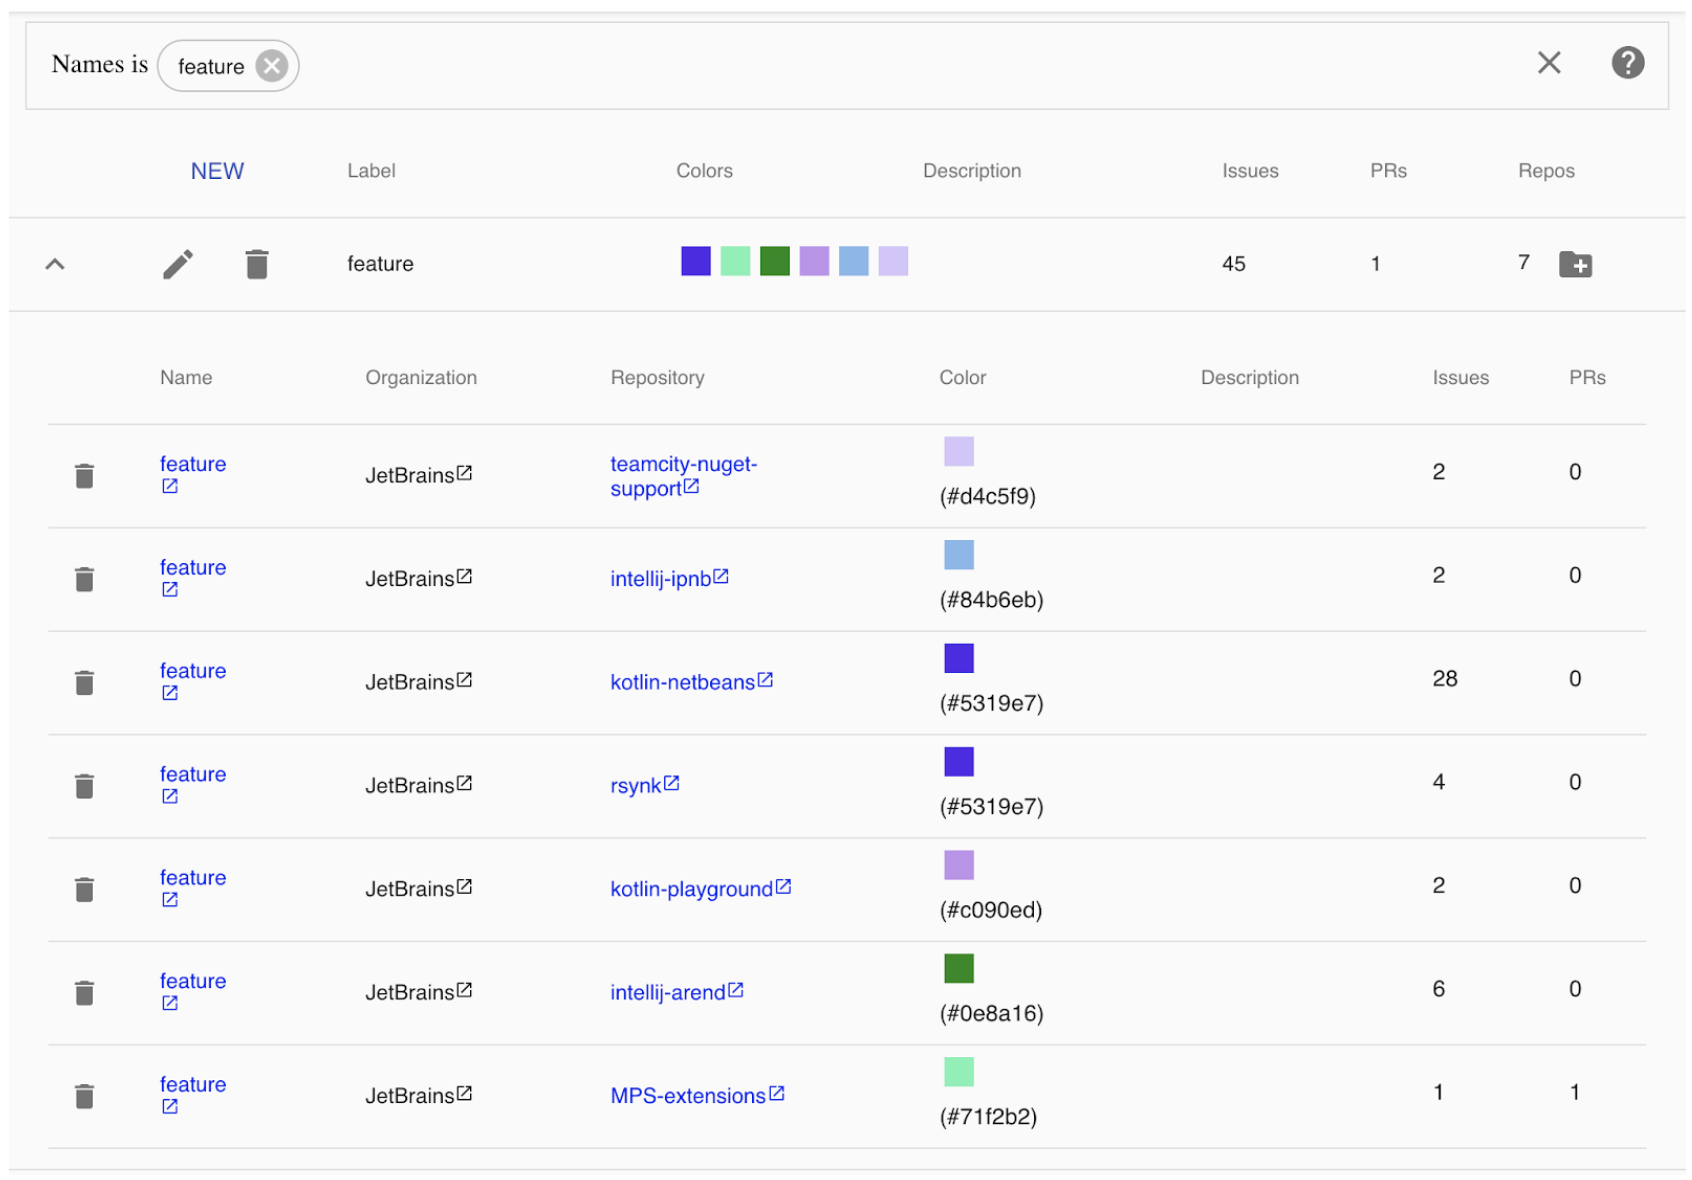 Names is feature
NEW Label Colors Description Issues PRs Repos
feature 45 1 7
Name Organization Repository Color Description Issues PRs
feature JetBrains teamcity-nuget-
support (#d4c5f9) 2 0
feature JetBrains intellij-ipnb (#84b6eb) 2 0
feature JetBrains kotlin-netbeans (#5319e7) 28 0
feature JetBrains rsynk (#5319e7) 4 0
feature JetBrains kotlin-playground (#c090ed) 2 0
feature JetBrains intellij-arend (#0e8a16) 6 0
feature JetBrains MPS-extensions (#71f2b2) 1 1